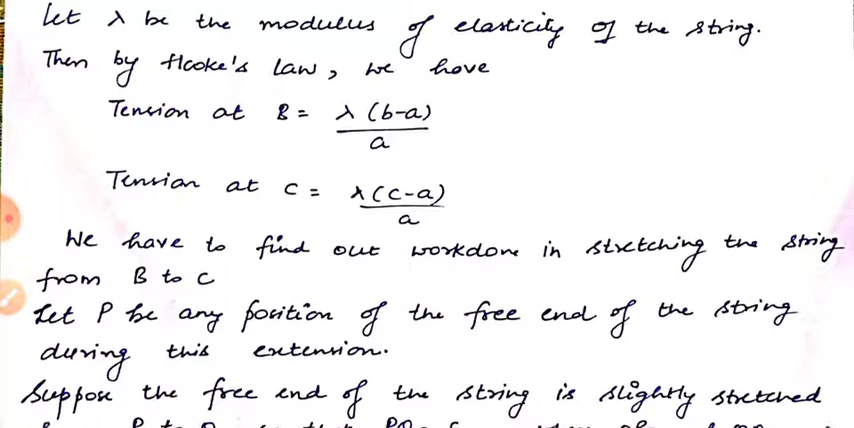 Let λ be the modulus of elasticity of the string.
Then by Hooke's Law, we have
Tension at B = λ(b-a)/a
Tension at C = λ(c-a)/a
We have to find out workdone in stretching the string
from B to C
Let P be any position of the free end of the string
during this extension.
Suppose the free end of the string is slightly stretched
P to